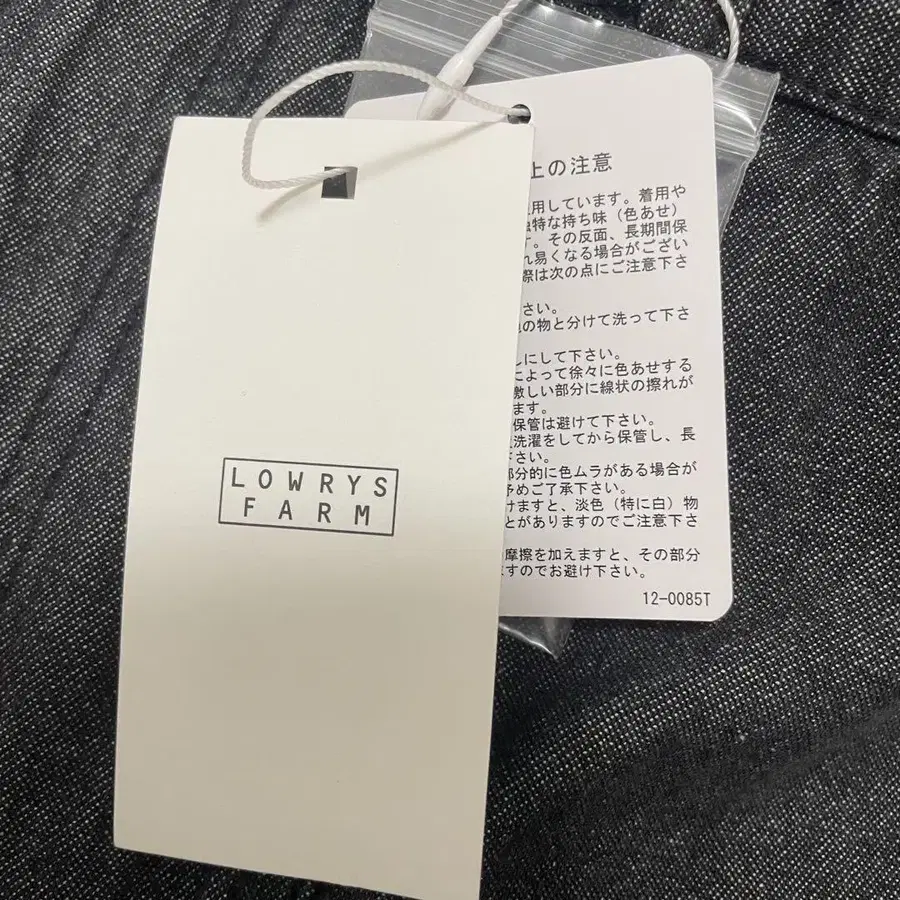 LOWRYS
FARM
上の注意
用しています。着用や
特な持ち味（色あせ）
す。その反面、長期間保
れ易くなる場合がござい
際は次の点にご注意下さ
さい。
の物と分けて洗って下さ
しにして下さい。
によって徐々に色あせする
激しい部分に線状の擦れが
ます。
保管は避けて下さい。
洗濯をしてから保管し、長
下さい。
部分的に色ムラがある場合が
予めご了承下さい。
けますと、淡色（特に白）物
とがありますのでご注意下さ
摩擦を加えますと、その部分
ますのでお避け下さい。
12-0085T